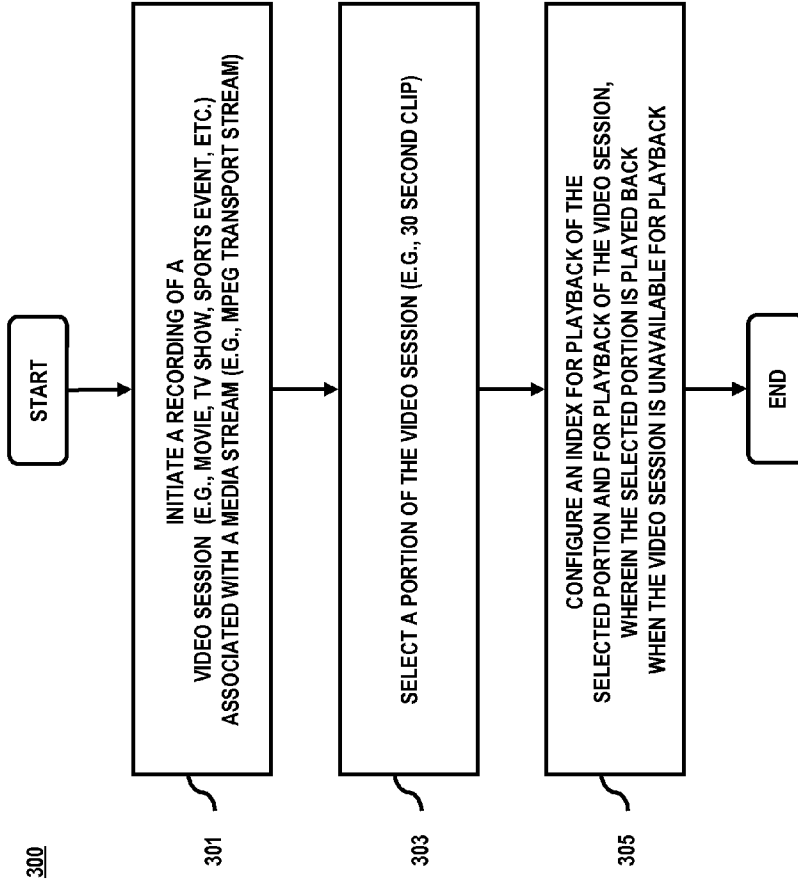 300
START
INITIATE A RECORDING OF A
VIDEO SESSION (E.G., MOVIE, TV SHOW, SPORTS EVENT, ETC.)
ASSOCIATED WITH A MEDIA STREAM (E.G., MPEG TRANSPORT STREAM)
301
SELECT A PORTION OF THE VIDEO SESSION (E.G., 30 SECOND CLIP)
303
CONFIGURE AN INDEX FOR PLAYBACK OF THE
SELECTED PORTION AND FOR PLAYBACK OF THE VIDEO SESSION,
WHEREIN THE SELECTED PORTION IS PLAYED BACK
WHEN THE VIDEO SESSION IS UNAVAILABLE FOR PLAYBACK
305
END